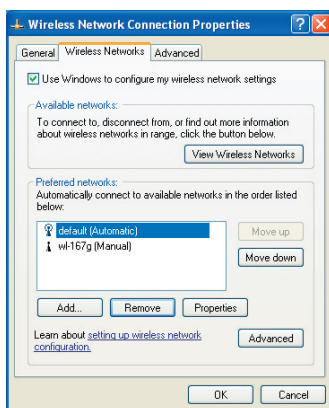 Wireless Network Connection Properties
General Wireless Networks Advanced
Use Windows to configure my wireless network settings
Available networks:
To connect to, disconnect from, or find out more information
about wireless networks in range, click the button below.
View Wireless Networks
Preferred networks:
Automatically connect to available networks in the order listed
below:
default (Automatic)
wl-167g (Manual)
Move up
Move down
Add... Remove Properties
Learn about setting up wireless network
configuration.
Advanced
OK Cancel